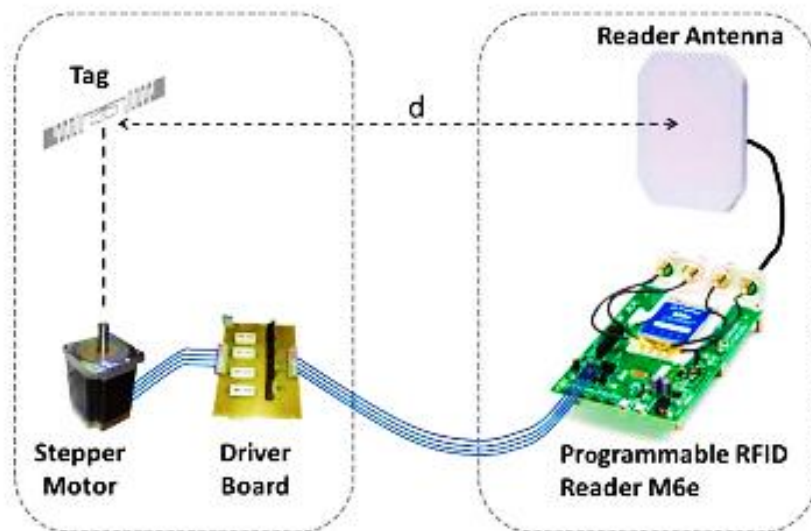 Reader Antenna
Tag
d
Stepper
Motor
Driver
Board
Programmable RFID
Reader M6e